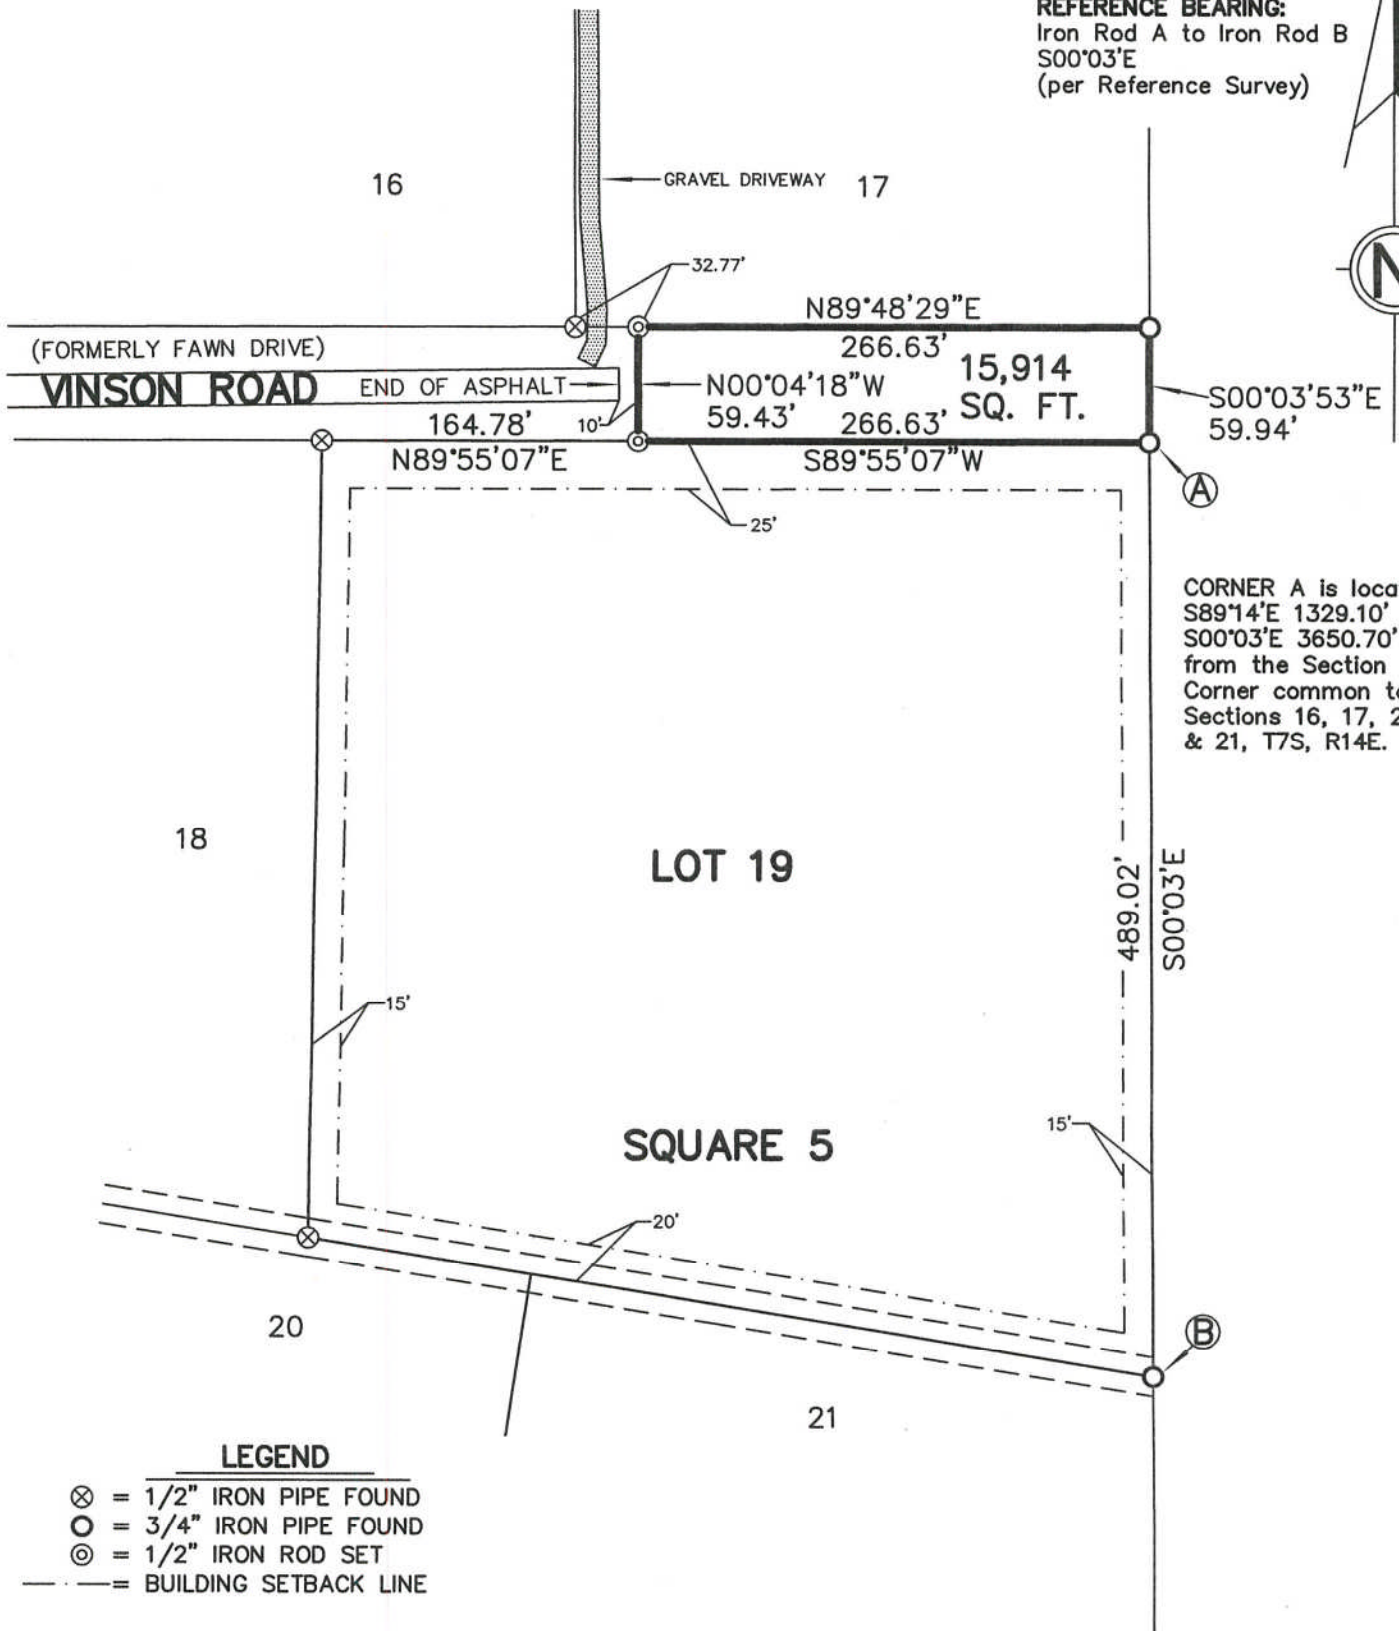 REFERENCE BEARING:
Iron Rod A to Iron Rod B
S00°03'E
(per Reference Survey)
16
GRAVEL DRIVEWAY
17
N
32.77'
N89°48'29"E
266.63'
(FORMERLY FAWN DRIVE)
VINSON ROAD
END OF ASPHALT
10'
N00°04'18"W
59.43'
15,914
SQ. FT.
S00°03'53"E
59.94'
164.78'
N89°55'07"E
266.63'
S89°55'07"W
A
25'
CORNER A is loca
S89°14'E 1329.10'
S00°03'E 3650.70'
from the Section
Corner common to
Sections 16, 17, 2
& 21, T7S, R14E.
18
LOT 19
489.02'
S00°03'E
15'
15'
SQUARE 5
20'
20
B
21
LEGEND
⊗ = 1/2" IRON PIPE FOUND
O = 3/4" IRON PIPE FOUND
◎ = 1/2" IRON ROD SET
— · — = BUILDING SETBACK LINE